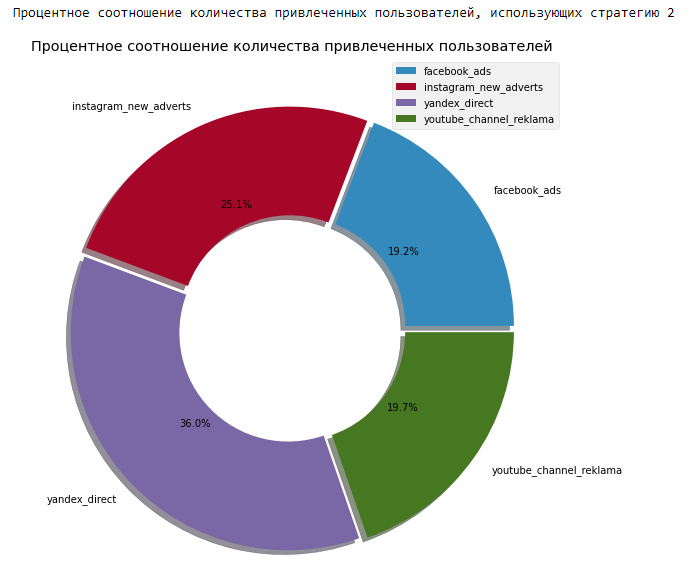 Процентное соотношение количества привлеченных пользователей, использующих стратегию 2
Процентное соотношение количества привлеченных пользователей
facebook_ads
instagram_new_adverts
yandex_direct
youtube_channel_reklama
instagram_new_adverts
facebook_ads
25.1%
19.2%
19.7%
36.0%
youtube_channel_reklama
yandex_direct